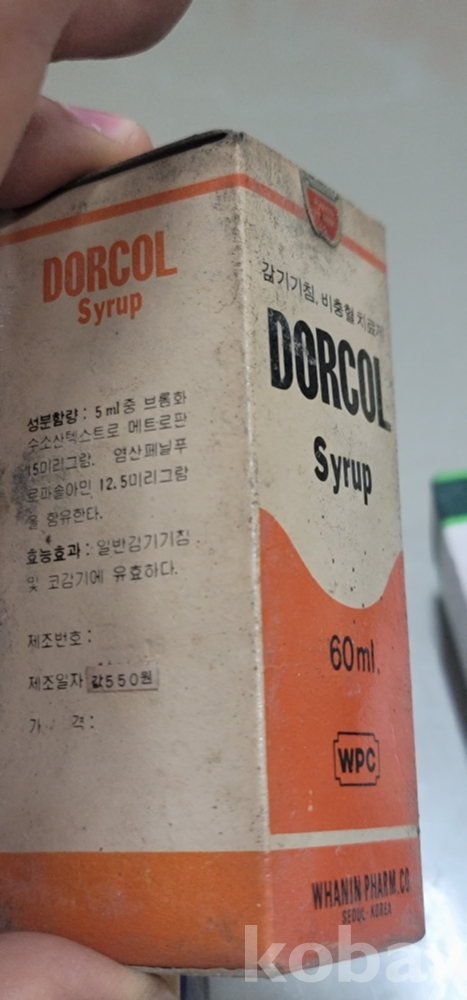 DORCOL
Syrup
성분함량 : 5ml중 브롬화
수소산텍스트로 메트로판
15미리그람. 염산페닐푸
로파솔아민 12.5미리그람
을 함유한다.
효능효과 : 일반감기기침
및 코감기에 유효하다.
제조번호 :
제조일자 값550원
가 격 :
감기기침, 비충혈치료제
DORCOL
Syrup
60ml.
WPC
WHANIN PHARM. CO
SEOUL KOREA
kobay